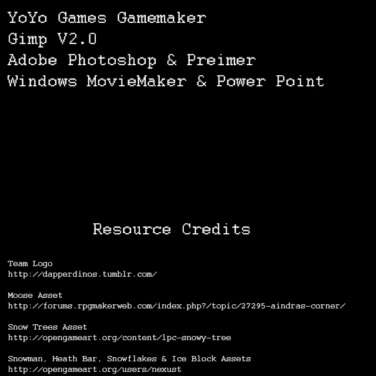 YoYo Games Gamemaker
Gimp V2.0
Adobe Photoshop & Preimer
Windows MovieMaker & Power Point
Resource Credits
Team Logo
http://dapperdinos.tumblr.com/
Moose Asset
http://forums.rpgmakerweb.com/index.php?/topic/27295-aindras-corner/
Snow Trees Asset
http://opengameart.org/content/lpc-snowy-tree
Snowman, Heath Bar, Snowflakes & Ice Block Assets
http://opengameart.org/users/nexust